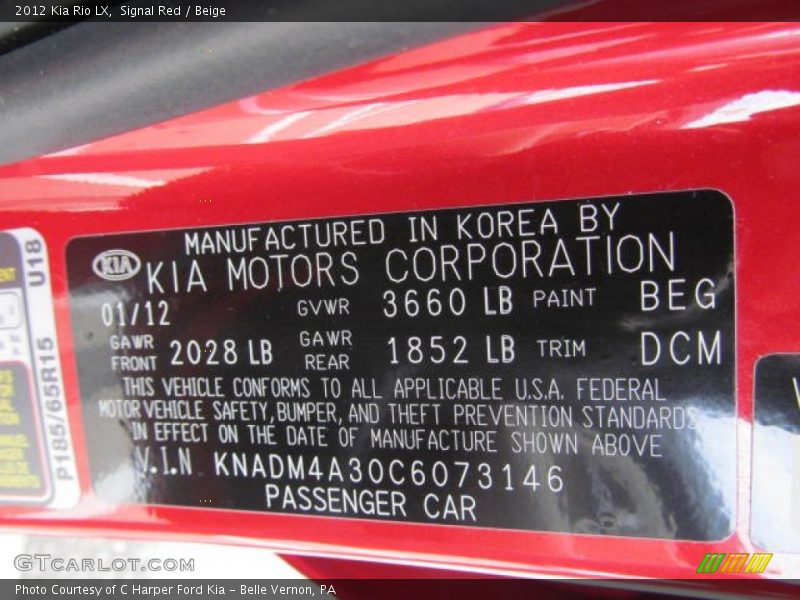 2012 Kia Rio LX, Signal Red / Beige
MANUFACTURED IN KOREA BY
KIA KIA MOTORS CORPORATION
01/12 GVWR 3660 LB PAINT BEG
GAWR FRONT 2028 LB GAWR REAR 1852 LB TRIM DCM
THIS VEHICLE CONFORMS TO ALL APPLICABLE U.S.A. FEDERAL
MOTOR VEHICLE SAFETY, BUMPER, AND THEFT PREVENTION STANDARDS
IN EFFECT ON THE DATE OF MANUFACTURE SHOWN ABOVE
V.I.N KNADM4A30C6073146
PASSENGER CAR
U18
P185/65R15
GTCARLOT.COM
Photo Courtesy of C Harper Ford Kia - Belle Vernon, PA